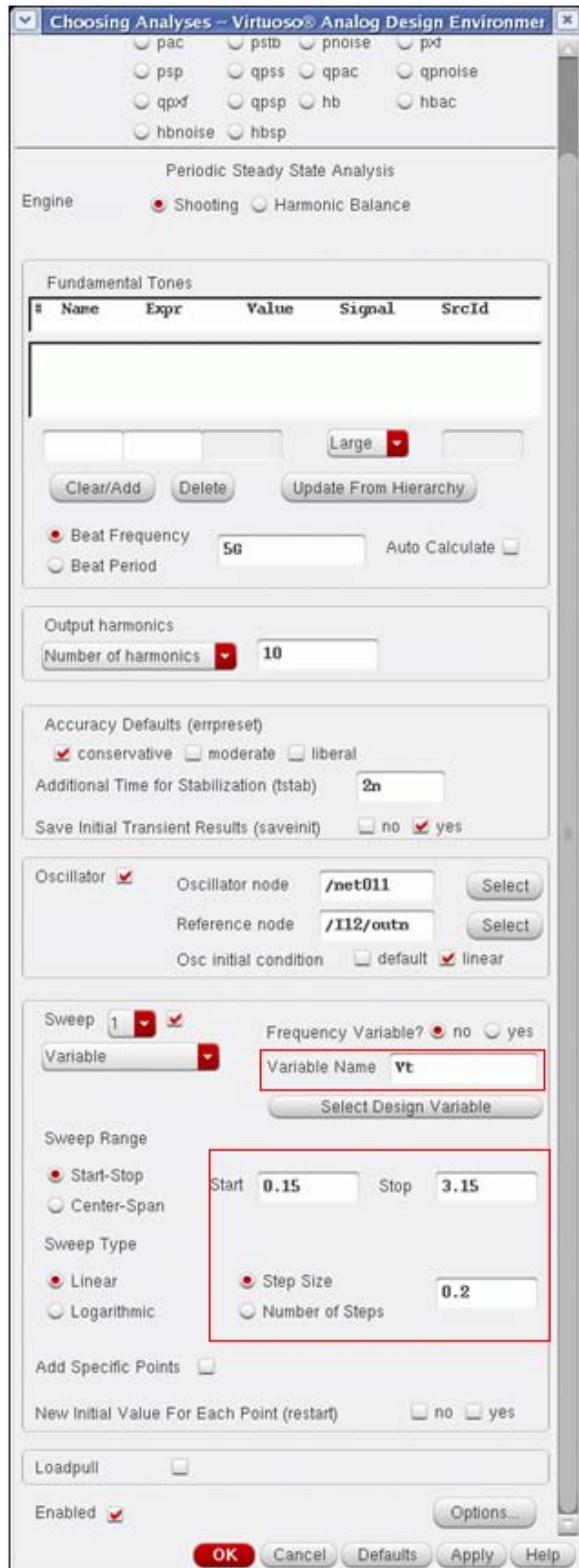 Choosing Analyses -- Virtuoso® Analog Design Environmer
pac pstb pnoise pxf
psp qpss qpac qpnoise
qpxf qpsp hb hbac
hbnoise hbsp
Periodic Steady State Analysis
Engine Shooting Harmonic Balance
Fundamental Tones
# Name Expr Value Signal SrcId
Large
Clear/Add Delete Update From Hierarchy
Beat Frequency 5G Auto Calculate
Beat Period
Output harmonics
Number of harmonics 10
Accuracy Defaults (errpreset)
conservative moderate liberal
Additional Time for Stabilization (tstab) 2n
Save Initial Transient Results (saveinit) no yes
Oscillator Oscillator node /net011 Select
Reference node /I12/outn Select
Osc initial condition default linear
Sweep 1 Frequency Variable? no yes
Variable Variable Name Vt
Select Design Variable
Sweep Range
Start-Stop Start 0.15 Stop 3.15
Center-Span
Sweep Type
Linear Step Size 0.2
Logarithmic Number of Steps
Add Specific Points
New Initial Value For Each Point (restart) no yes
Loadpull
Enabled Options...
OK Cancel Defaults Apply Help